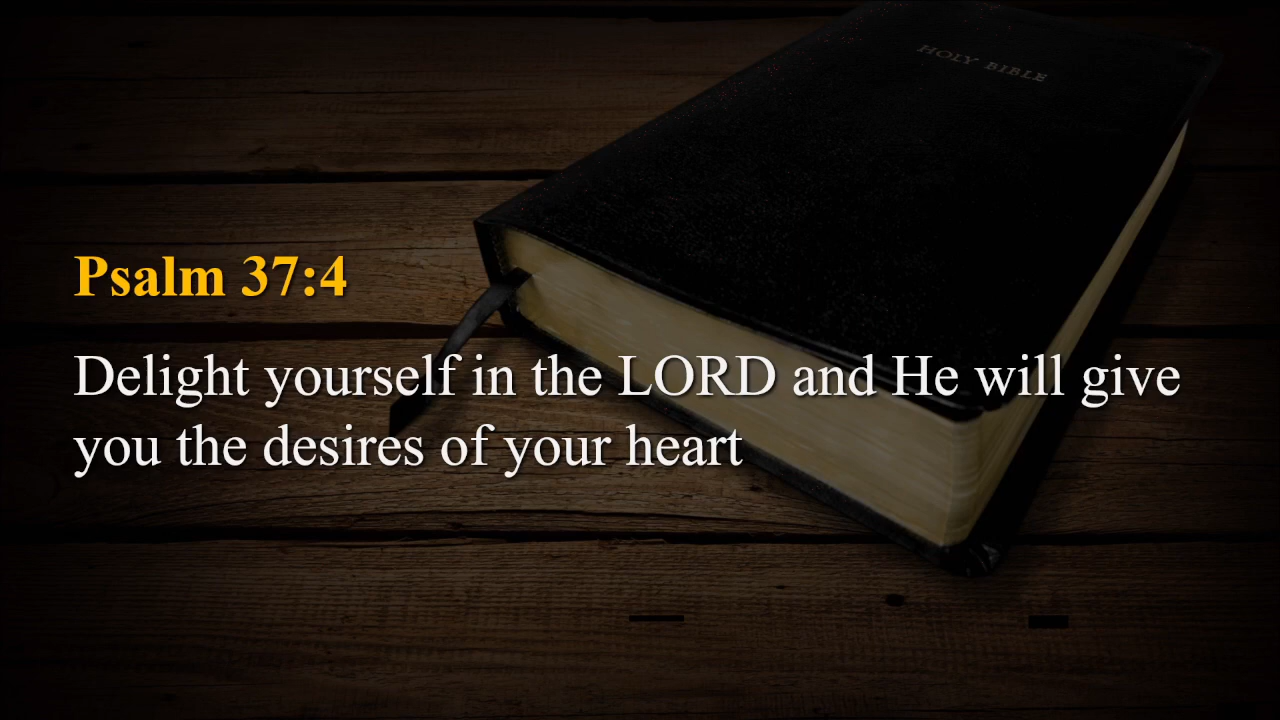 HOLY BIBLE
Psalm 37:4
Delight yourself in the LORD and He will give
you the desires of your heart